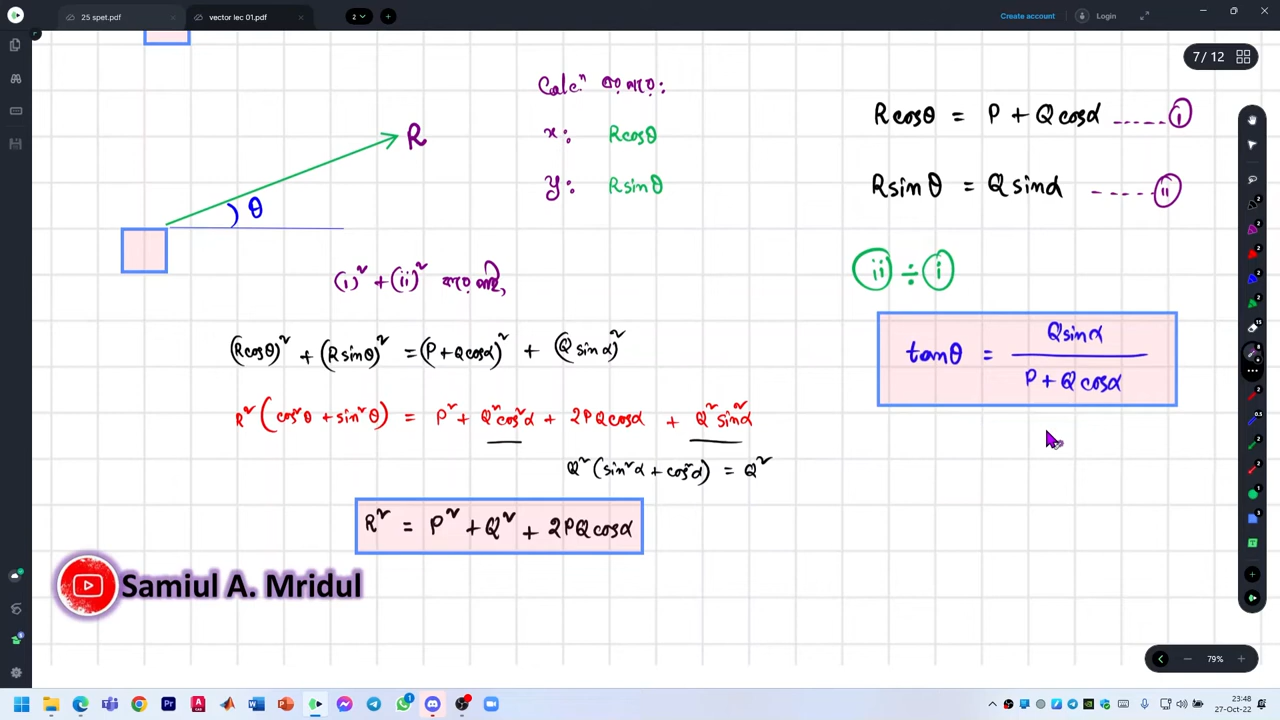 25 spet.pdf
vector lec 01.pdf
2
Create account
Login
7 / 12
Calcⁿ
x: Rcosθ
y: Rsinθ
R
θ
Rcosθ = P + Qcosα ...... (i)
Rsinθ = Qsinα ...... (ii)
(ii) ÷ (i)
tanθ = Qsinα / P + Qcosα
(i)² + (ii)²
(Rcosθ)² + (Rsinθ)² = (P+Qcosα)² + (Qsinα)²
R² (cos²θ + sin²θ) = P² + Q²cos²α + 2PQcosα + Q²sin²α
Q² (sin²α + cos²α) = Q²
R² = P² + Q² + 2PQcosα
Samiul A. Mridul
79%
23:48
27-Oct-22